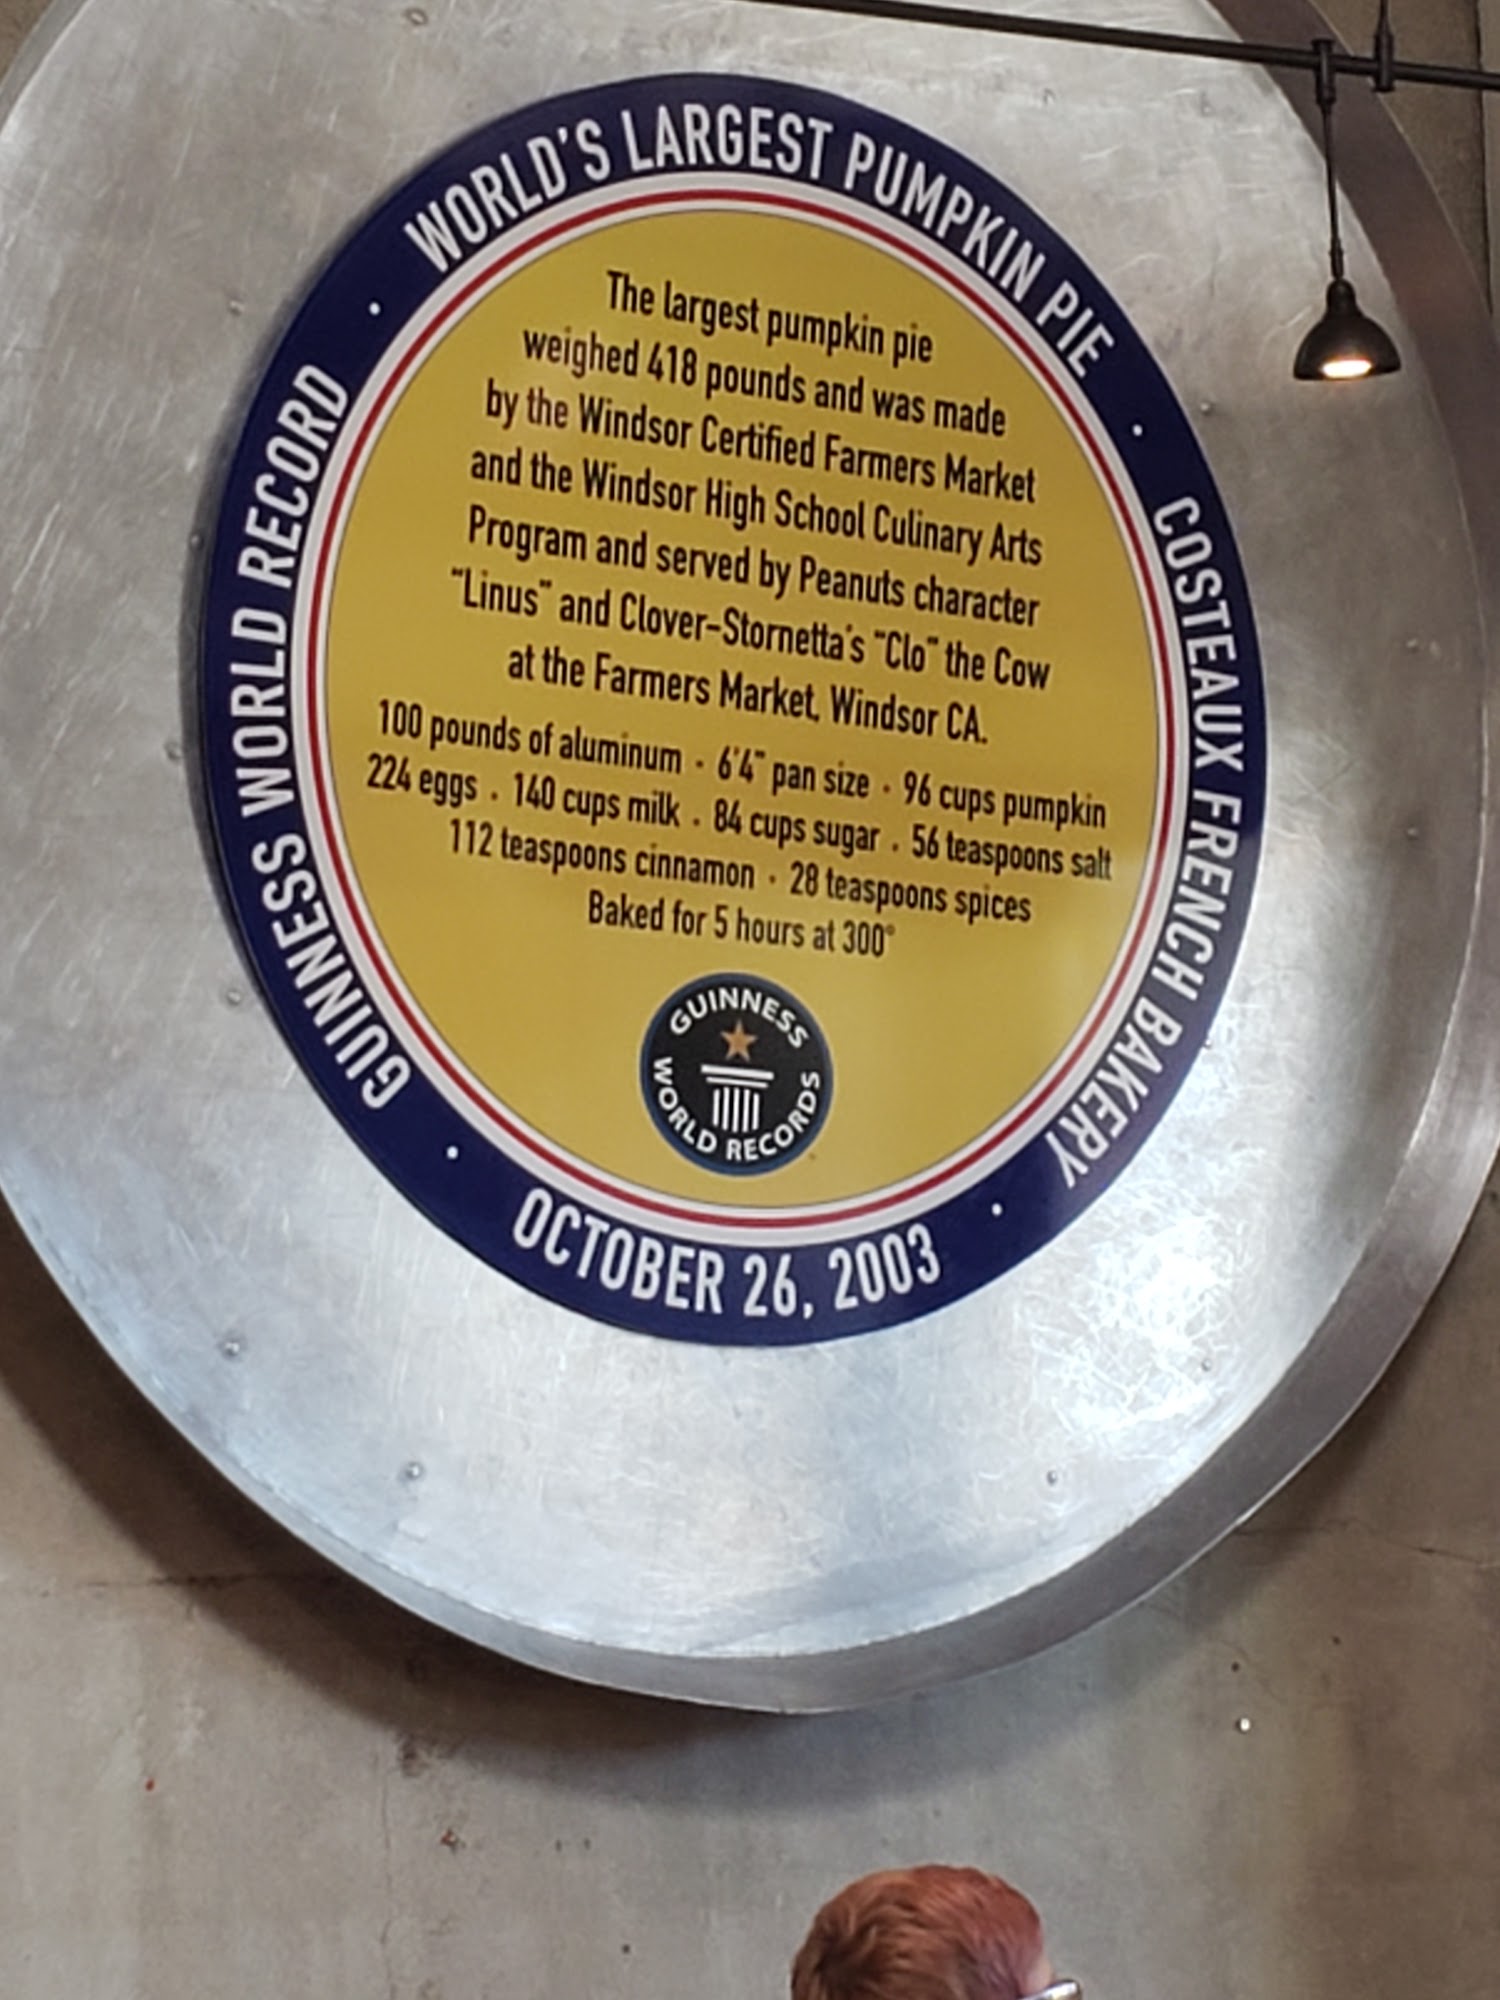 GUINNESS WORLD RECORD · WORLD'S LARGEST PUMPKIN PIE · COSTEAUX FRENCH BAKERY ·
The largest pumpkin pie
weighed 418 pounds and was made
by the Windsor Certified Farmers Market
and the Windsor High School Culinary Arts
Program and served by Peanuts character
"Linus" and Clover-Stornetta's "Clo" the Cow
at the Farmers Market, Windsor CA.
100 pounds of aluminum · 6'4" pan size · 96 cups pumpkin
224 eggs · 140 cups milk · 84 cups sugar · 56 teaspoons salt
112 teaspoons cinnamon · 28 teaspoons spices
Baked for 5 hours at 300°
GUINNESS
WORLD RECORDS
OCTOBER 26, 2003